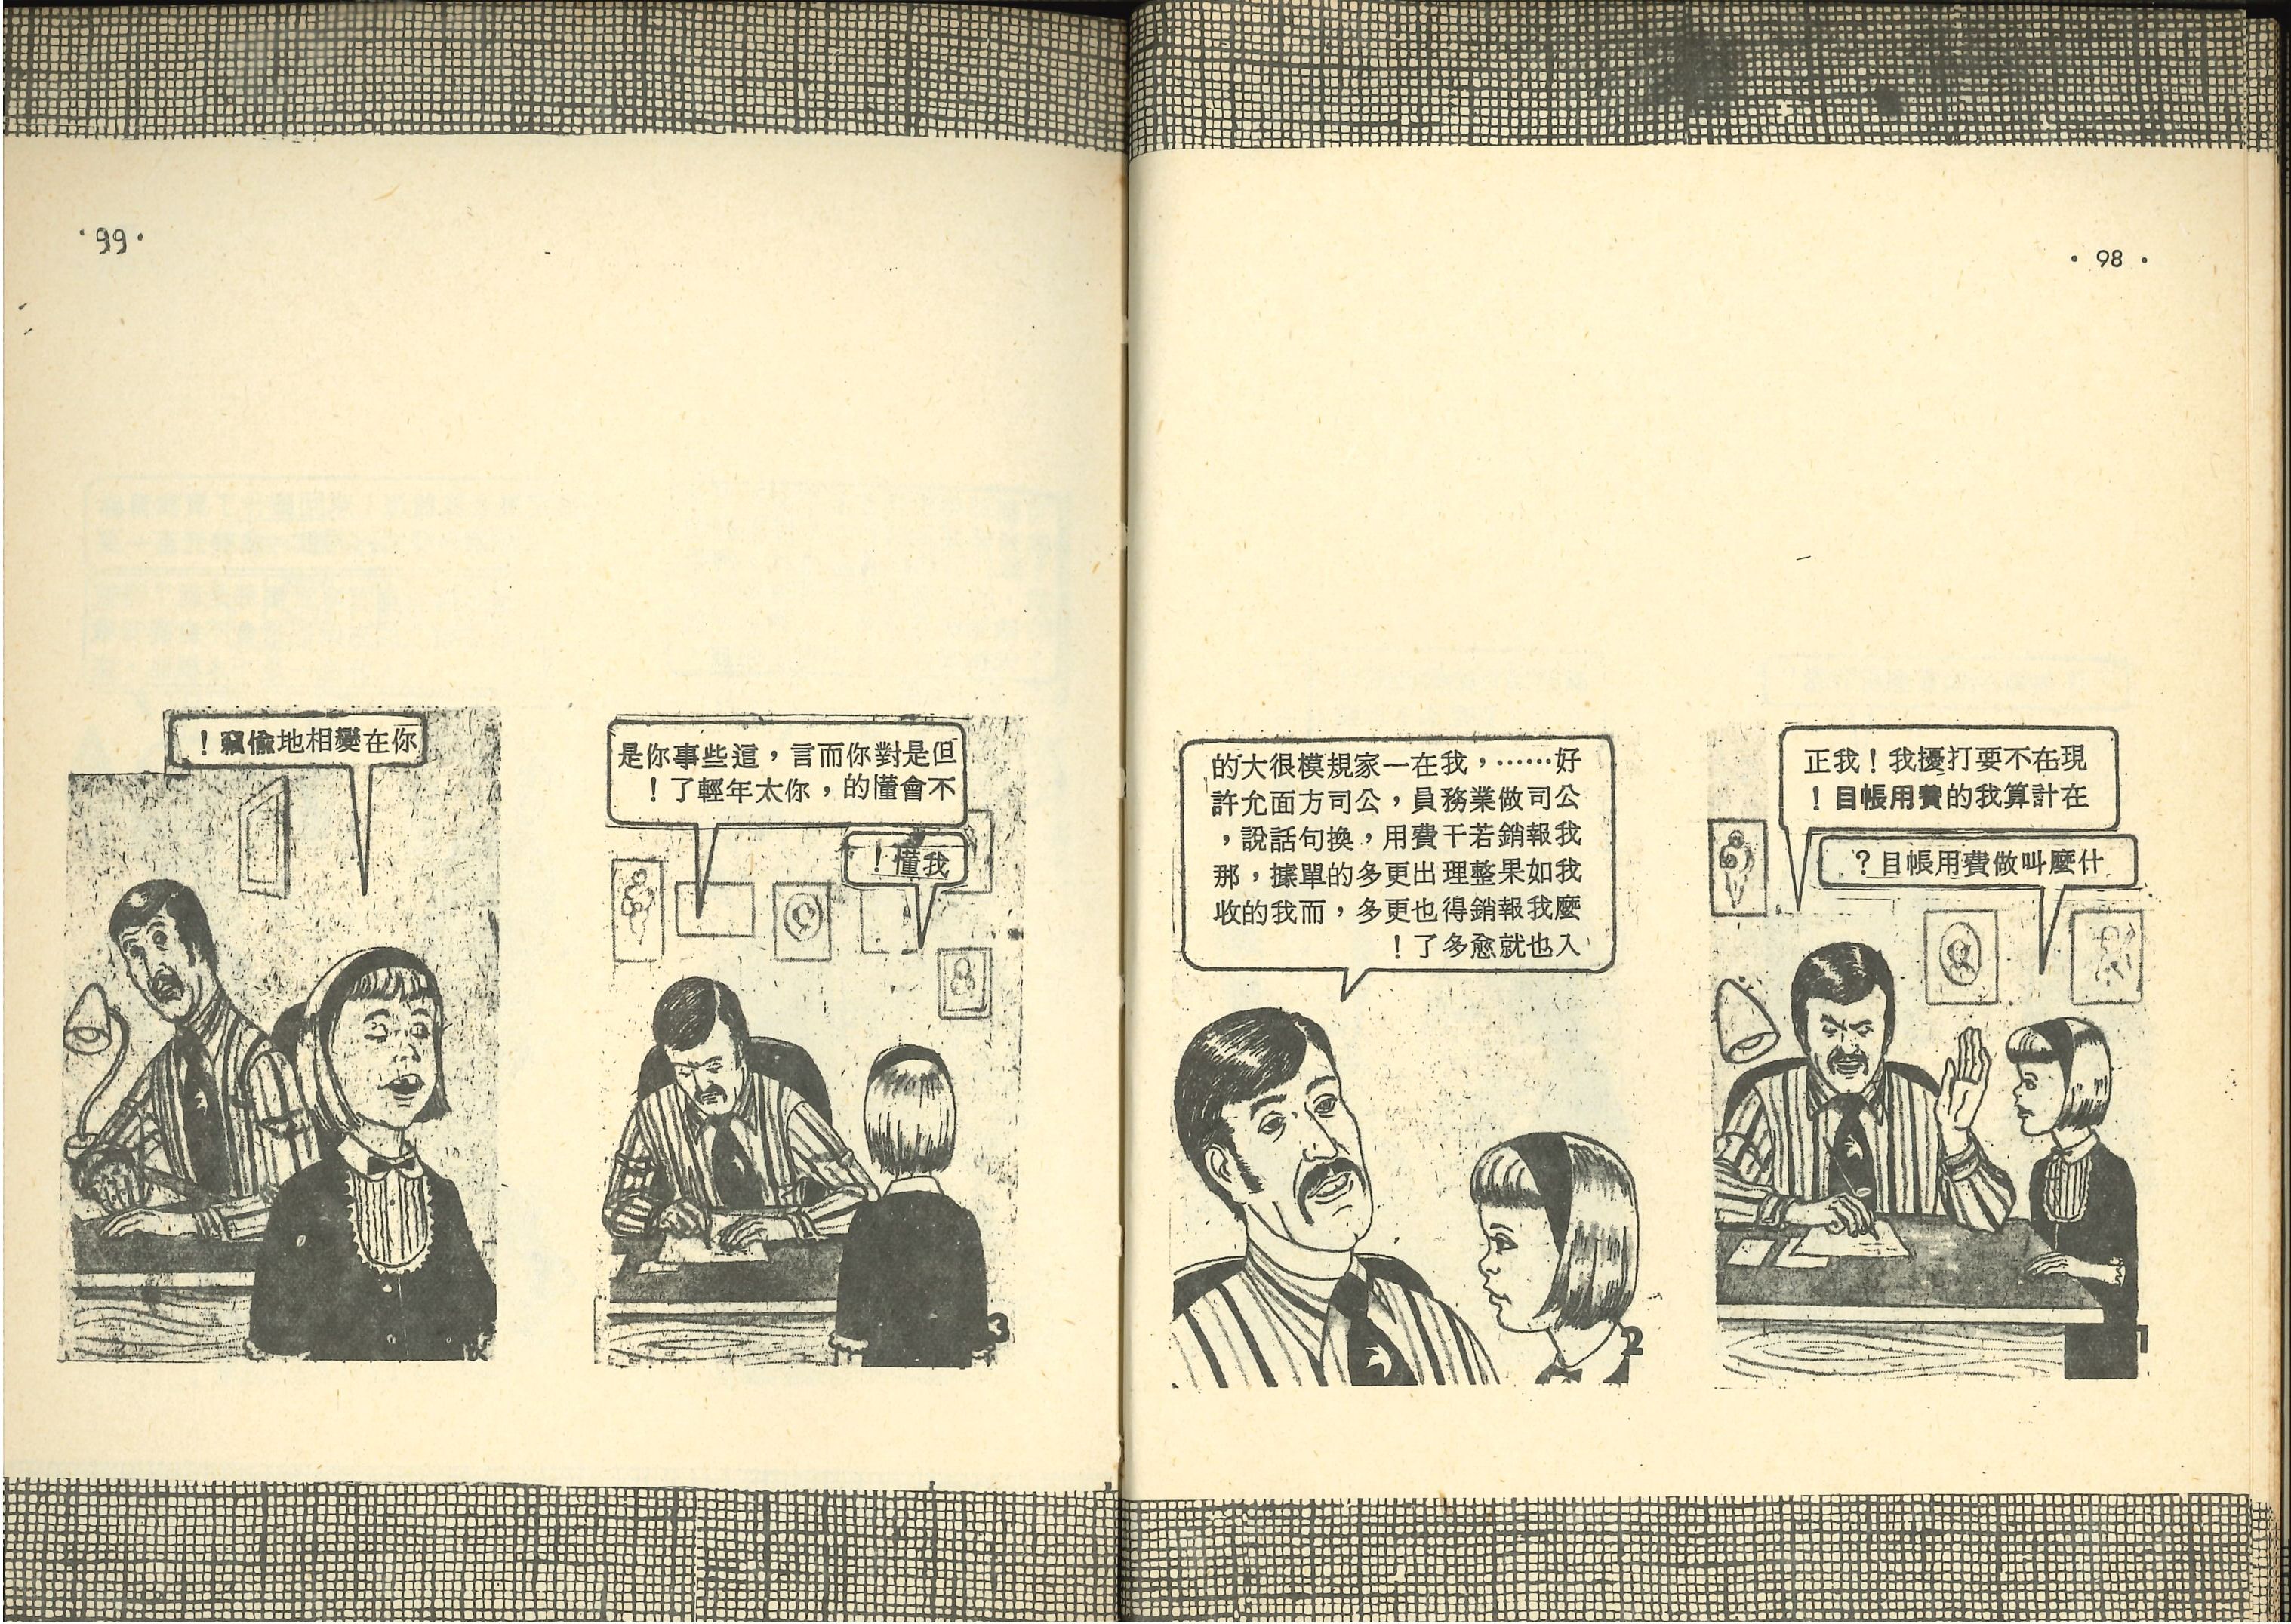 · 98 ·
現在不要打擾我！我正
在計算我的費用帳目！
什麼叫做費用帳目？
1
好……，我在一家規模很大的
公司做業務員，公司方面允許
我報銷若干費用，換句話說，
我如果整理出更多的單據，那
麼我報銷得也更多，而我的收
入也就愈多了！
2
· 99 ·
但是對你而言，這些事你是
不會懂的，你太年輕了！
我懂！
3
你在變相地偷竊！